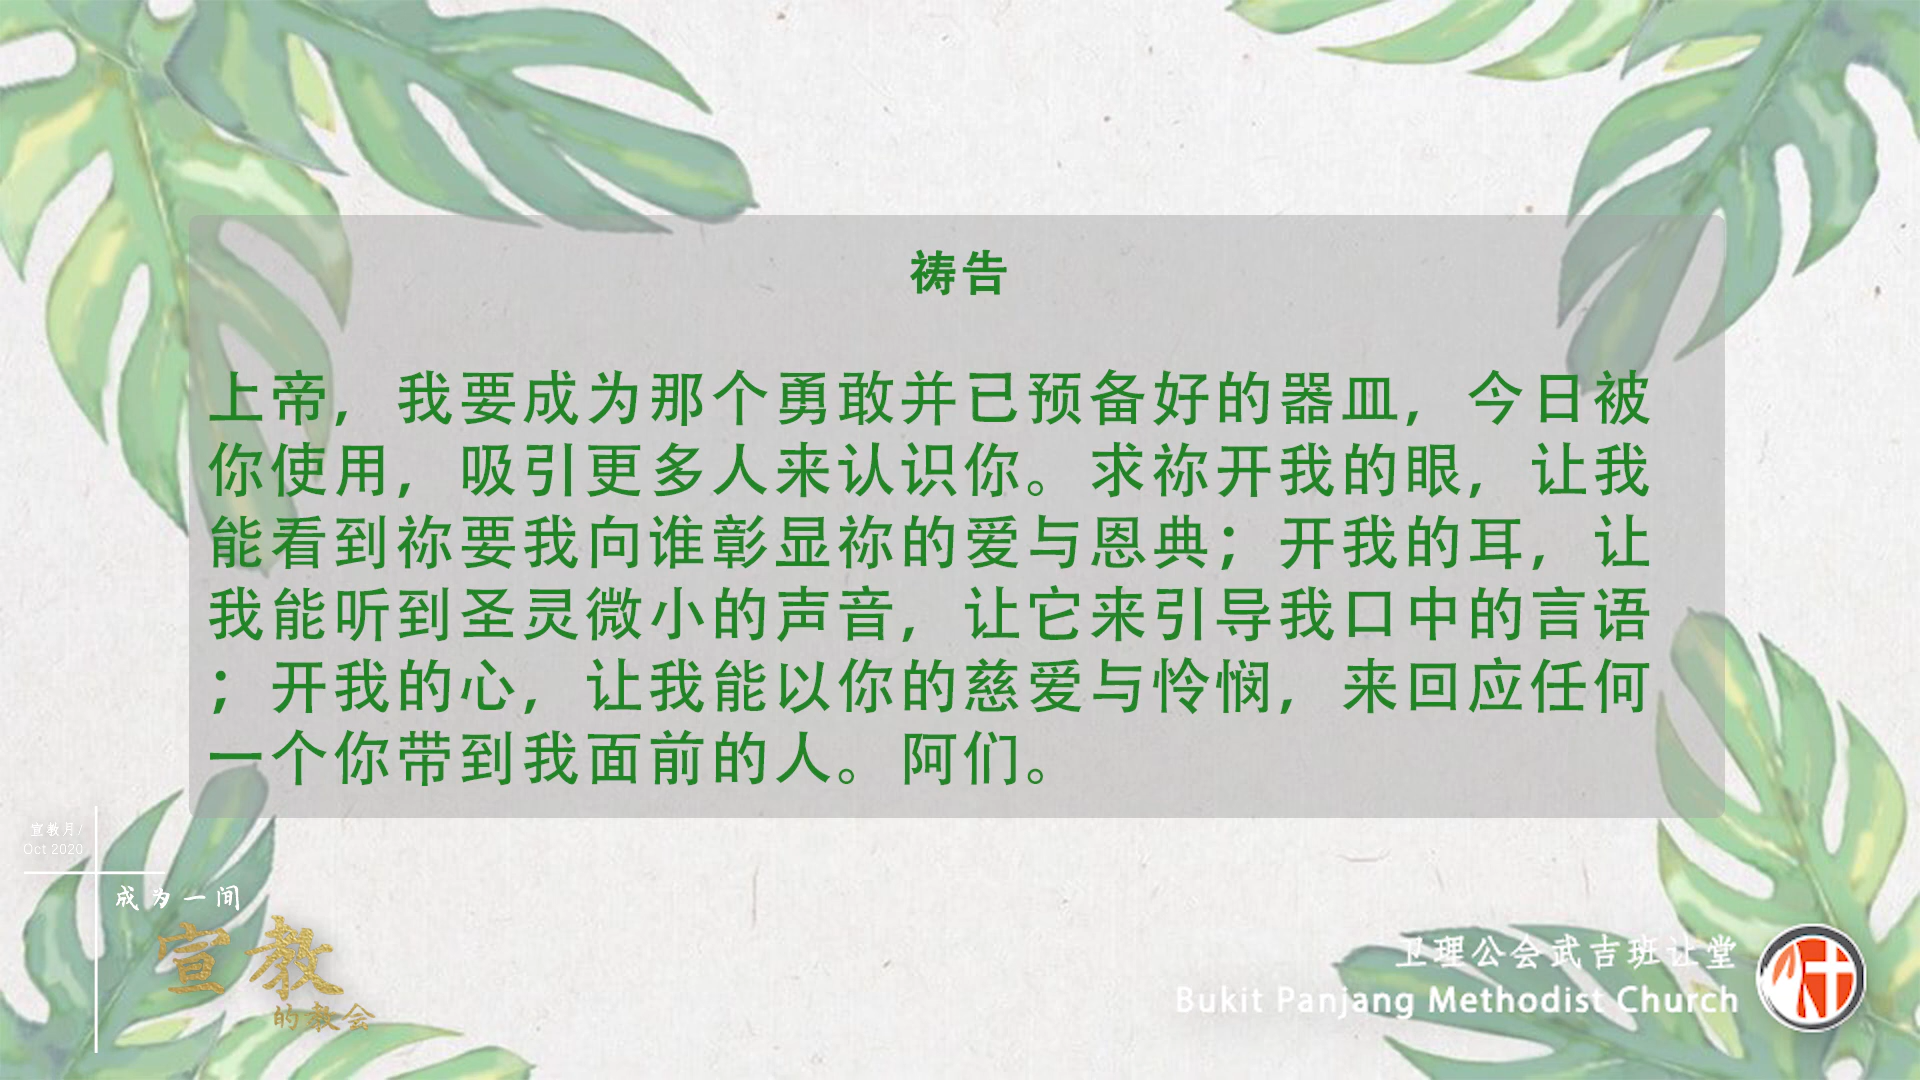 祷告
上帝，我要成为那个勇敢并已预备好的器皿，今日被
你使用，吸引更多人来认识你。求祢开我的眼，让我
能看到祢要我向谁彰显祢的爱与恩典；开我的耳，让
我能听到圣灵微小的声音，让它来引导我口中的言语
；开我的心，让我能以你的慈爱与怜悯，来回应任何
一个你带到我面前的人。阿们。
宣教月/
Oct 2020
成为一间
宣教
的教会
卫理公会武吉班让堂
Bukit Panjang Methodist Church